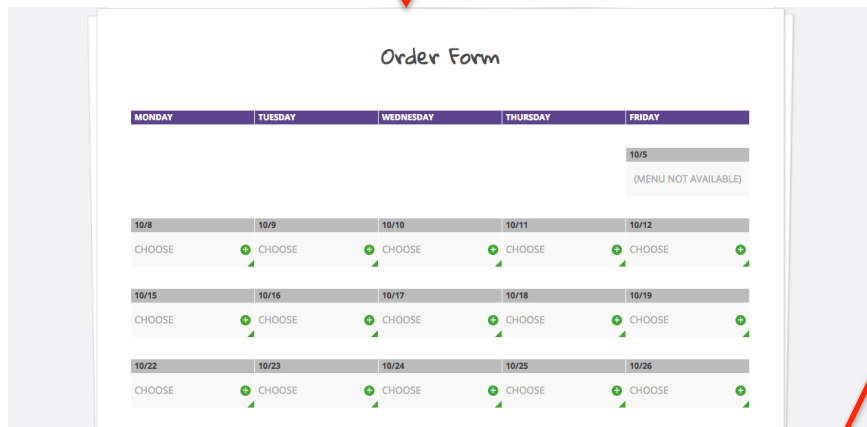 Order Form
MONDAY TUESDAY WEDNESDAY THURSDAY FRIDAY
10/5
(MENU NOT AVAILABLE)
10/8 10/9 10/10 10/11 10/12
CHOOSE CHOOSE CHOOSE CHOOSE CHOOSE
10/15 10/16 10/17 10/18 10/19
CHOOSE CHOOSE CHOOSE CHOOSE CHOOSE
10/22 10/23 10/24 10/25 10/26
CHOOSE CHOOSE CHOOSE CHOOSE CHOOSE